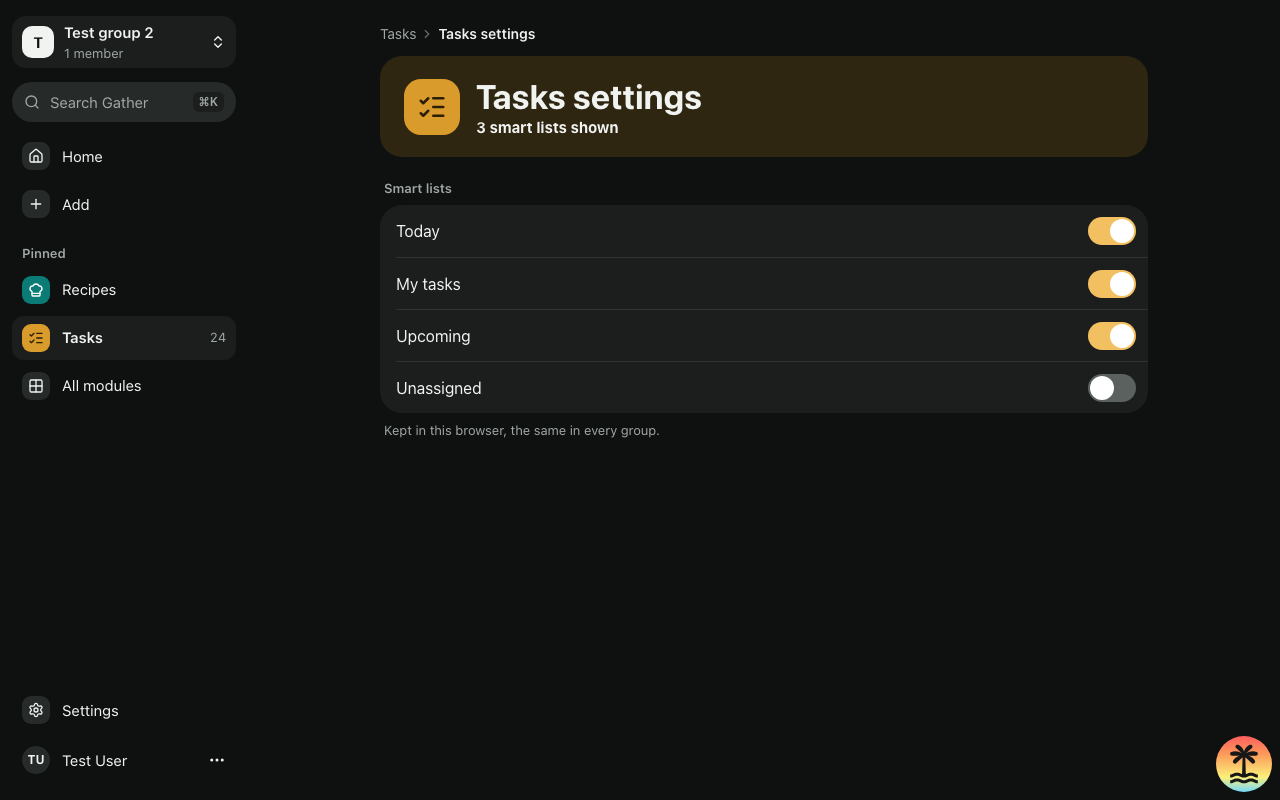 T
Test group 2
1 member
Search Gather
⌘K
Home
Add
Pinned
Recipes
Tasks
24
All modules
Settings
TU
Test User
Tasks
Tasks settings
Tasks settings
3 smart lists shown
Smart lists
Today
My tasks
Upcoming
Unassigned
Kept in this browser, the same in every group.